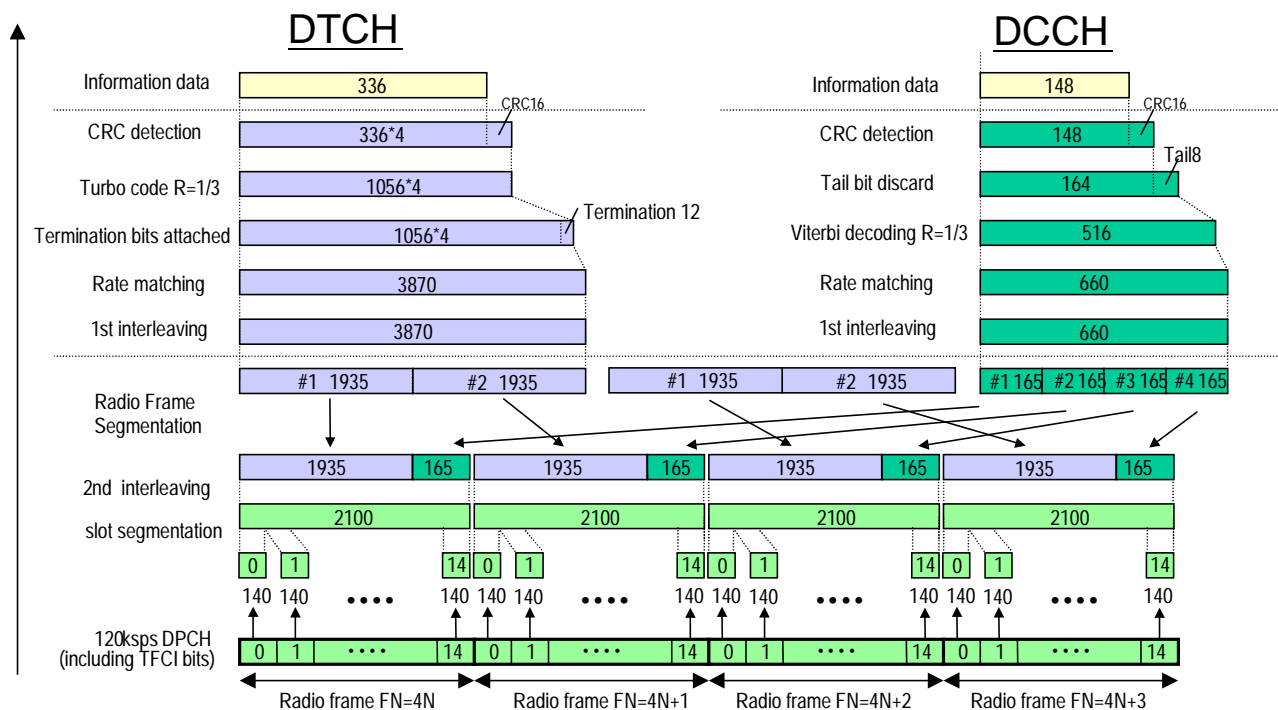 DTCH DCCH
Information data 336 Information data 148
CRC16 CRC16
CRC detection 336*4 CRC detection 148
Tail8
Turbo code R=1/3 1056*4 Tail bit discard 164
Termination 12
Termination bits attached 1056*4 Viterbi decoding R=1/3 516
Rate matching 3870 Rate matching 660
1st interleaving 3870 1st interleaving 660
#1 1935 #2 1935 #1 1935 #2 1935 #1 165 #2 165 #3 165 #4 165
Radio Frame
Segmentation
1935 165 1935 165 1935 165 1935 165
2nd interleaving
2100 2100 2100 2100
slot segmentation
0 1 14 0 1 14 0 1 14 0 1 14
140 140 •••• 140 140 140 •••• 140 140 140 •••• 140 140 140 •••• 140
120ksps DPCH
(including TFCI bits)
0 1 •••• 14 0 1 •••• 14 0 1 •••• 14 0 1 •••• 14
Radio frame FN=4N Radio frame FN=4N+1 Radio frame FN=4N+2 Radio frame FN=4N+3